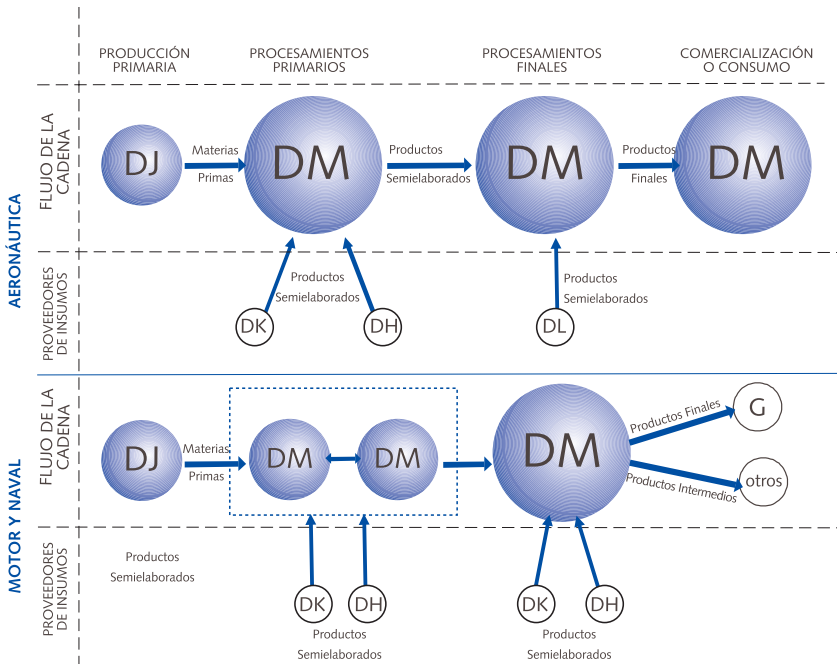 PRODUCCIÓN
PRIMARIA
PROCESAMIENTOS
PRIMARIOS
PROCESAMIENTOS
FINALES
COMERCIALIZACIÓN
O CONSUMO
AERONÁUTICA
FLUJO DE LA
CADENA
DJ
Materias
Primas
DM
Productos
Semielaborados
DM
Productos
Finales
DM
PROVEEDORES
DE INSUMOS
Productos
Semielaborados
DK
DH
Productos
Semielaborados
DL
MOTOR Y NAVAL
FLUJO DE LA
CADENA
DJ
Materias
Primas
DM
DM
DM
Productos Finales
G
Productos Intermedios
otros
PROVEEDORES
DE INSUMOS
Productos
Semielaborados
DK
DH
Productos
Semielaborados
DK
DH
Productos
Semielaborados